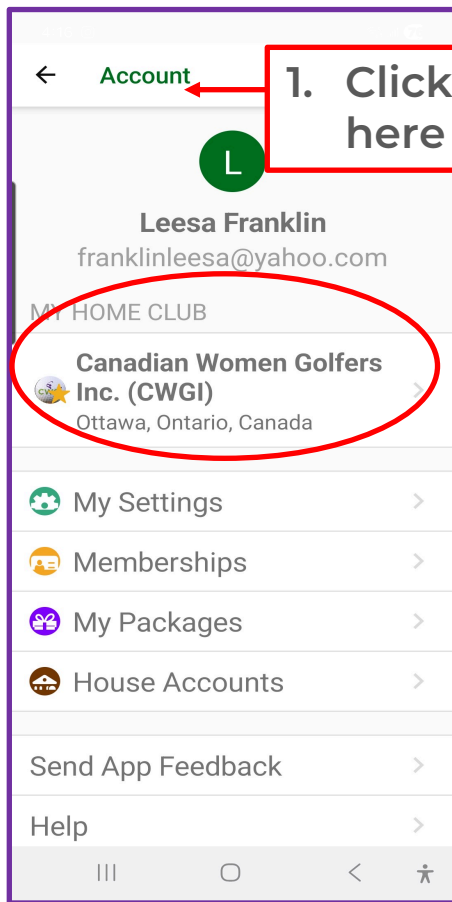 Account
1. Click
here
L
Leesa Franklin
franklinleesa@yahoo.com
MY HOME CLUB
Canadian Women Golfers
Inc. (CWGI)
Ottawa, Ontario, Canada
My Settings
Memberships
My Packages
House Accounts
Send App Feedback
Help